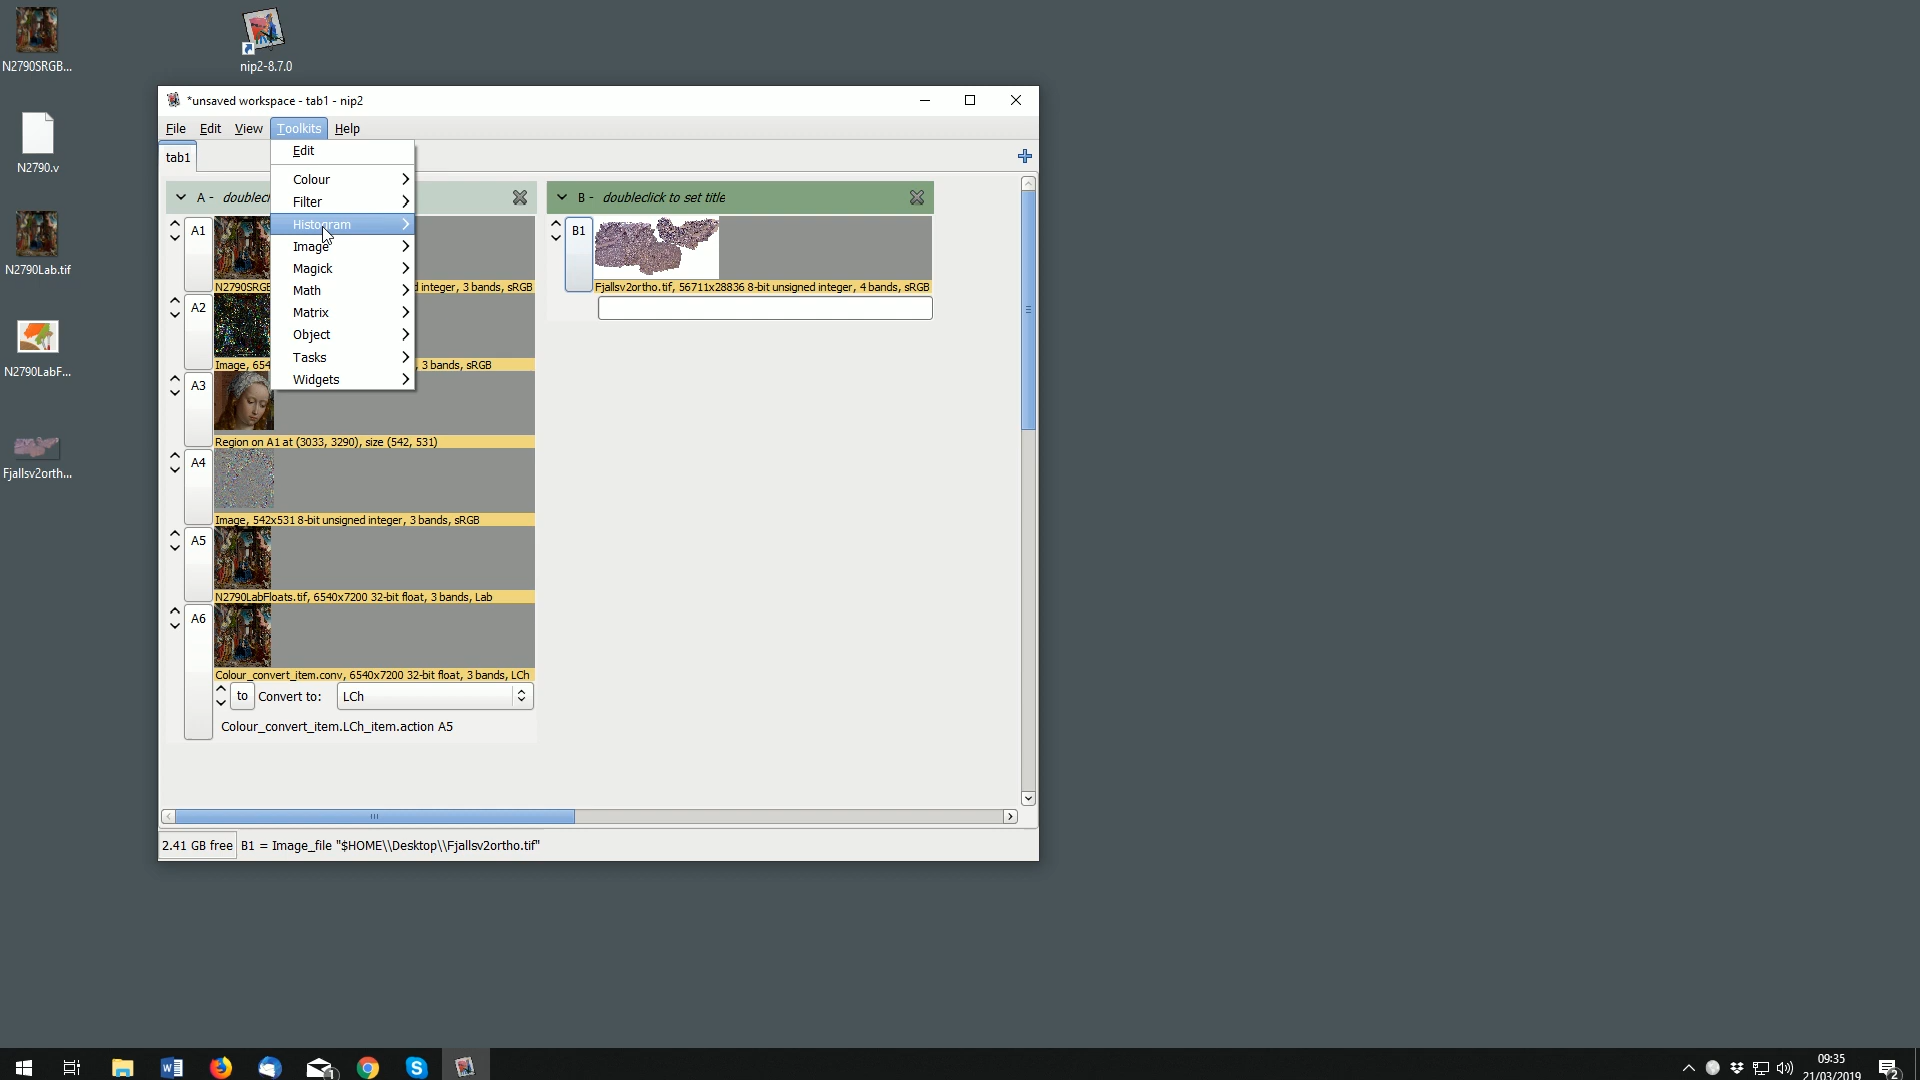 N2790SRGB...
nip2-8.7.0
N2790.v
N2790Lab.tif
N2790LabF...
Fjallsv2orth...
*unsaved workspace - tab1 - nip2
File Edit View Toolkits Help
tab1
Edit
Colour
Filter
Histogram
Image
Magick
Math
Matrix
Object
Tasks
Widgets
A - doublecl
A1
N2790SRGB
integer, 3 bands, sRGB
A2
Image, 654
, 3 bands, sRGB
A3
Region on A1 at (3033, 3290), size (542, 531)
A4
Image, 542x531 8-bit unsigned integer, 3 bands, sRGB
A5
N2790LabFloats.tif, 6540x7200 32-bit float, 3 bands, Lab
A6
Colour_convert_item.conv, 6540x7200 32-bit float, 3 bands, LCh
to Convert to: LCh
Colour_convert_item.LCh_item.action A5
B - doubleclick to set title
B1
Fjallsv2ortho.tif, 56711x28836 8-bit unsigned integer, 4 bands, sRGB
2.41 GB free B1 = Image_file "$HOME\\Desktop\\Fjallsv2ortho.tif"
1
09:35
21/03/2019
2